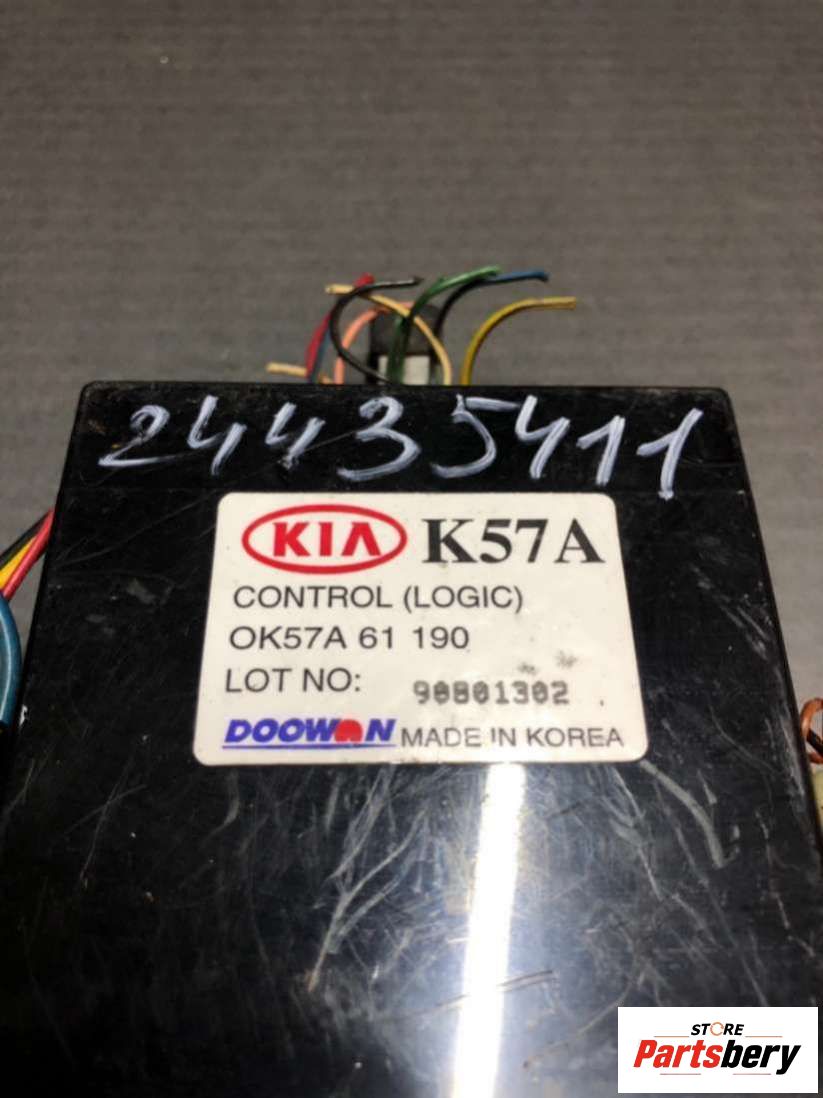 24435411
KIA K57A
CONTROL (LOGIC)
OK57A 61 190
LOT NO: 90801302
DOOWON MADE IN KOREA
STORE
Partsbery